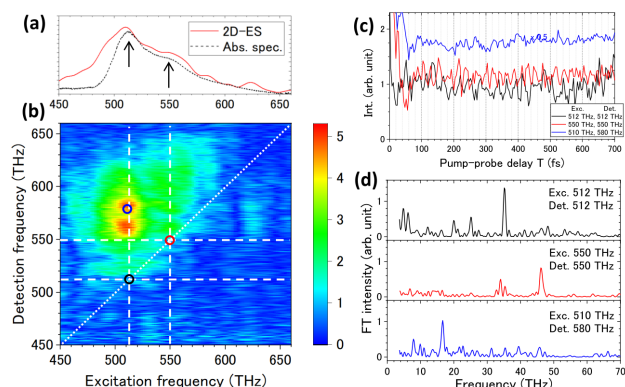 (a)
2D-ES
Abs. spec.
450 500 550 600 650
(b)
650
600
550
500
450
Detection frequency (THz)
450 500 550 600 650
Excitation frequency (THz)
5
4
3
2
1
0
(c)
Int. (arb. unit)
0 100 200 300 400 500 600 700
Pump-probe delay T (fs)
Exc. Det.
512 THz, 512 THz
550 THz, 550 THz
510 THz, 580 THz
(d)
FT intensity (arb. unit)
1
0
Exc. 512 THz
Det. 512 THz
1
0
Exc. 550 THz
Det. 550 THz
1
0
Exc. 510 THz
Det. 580 THz
0 10 20 30 40 50 60 70
Frequency (THz)